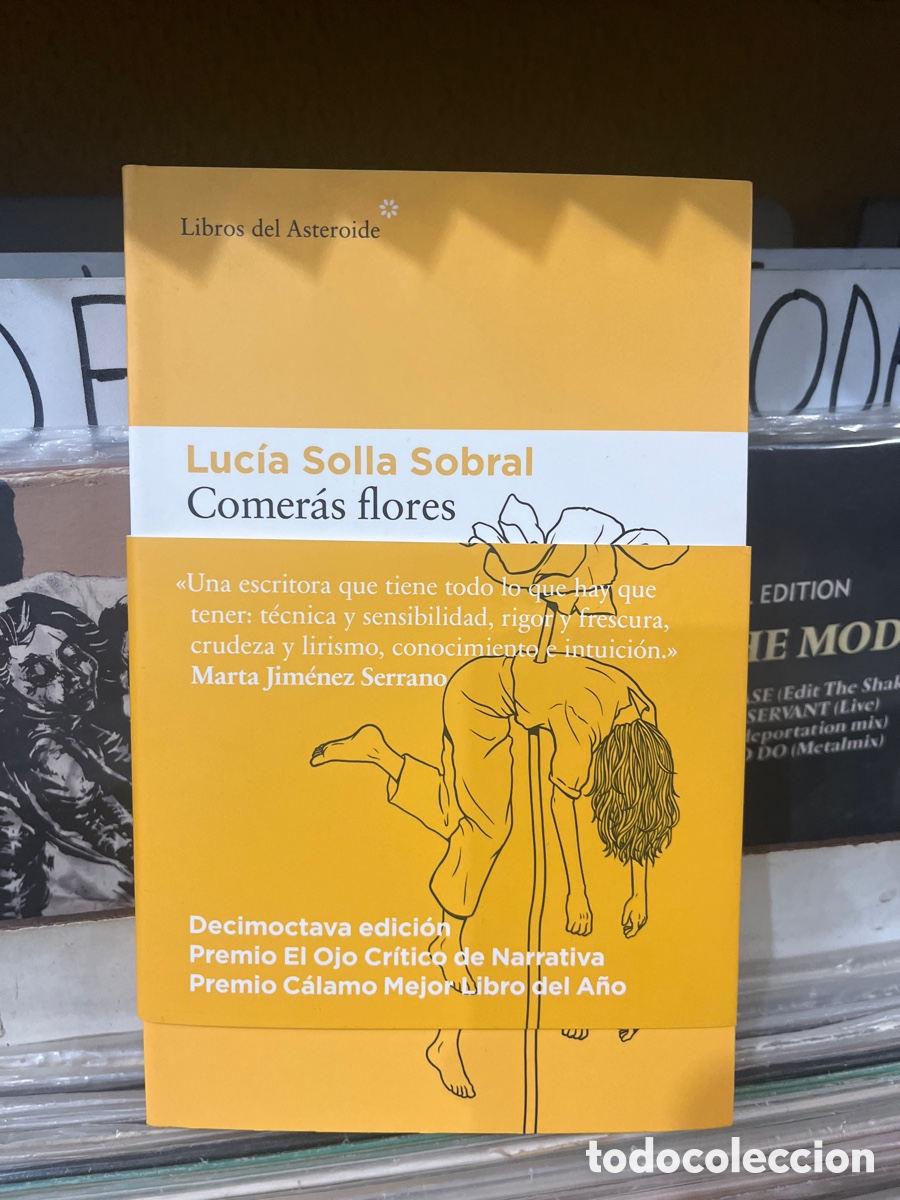 Libros del Asteroide
Lucía Solla Sobral
Comerás flores
«Una escritora que tiene todo lo que hay que
tener: técnica y sensibilidad, rigor y frescura,
crudeza y lirismo, conocimiento e intuición.»
Marta Jiménez Serrano
Decimoctava edición
Premio El Ojo Crítico de Narrativa
Premio Cálamo Mejor Libro del Año
EDITION
MOD
(Edit The
SERVANT (Live)
mix)
DO (Metalmix)
todocoleccion